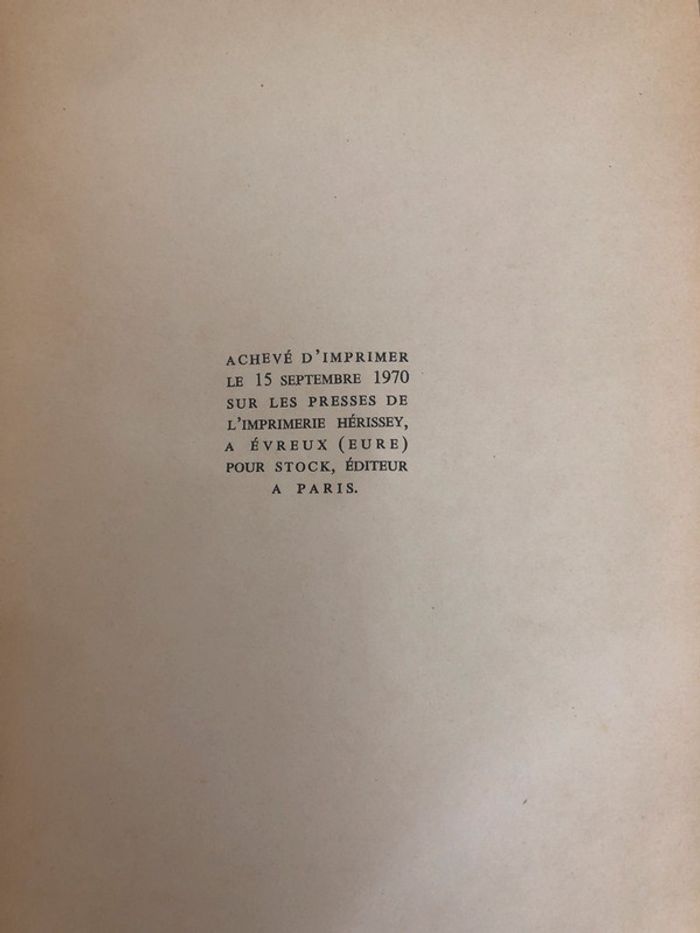 ACHEVÉ D'IMPRIMER
LE 15 SEPTEMBRE 1970
SUR LES PRESSES DE
L'IMPRIMERIE HÉRISSEY,
A ÉVREUX (EURE)
POUR STOCK, ÉDITEUR
A PARIS.